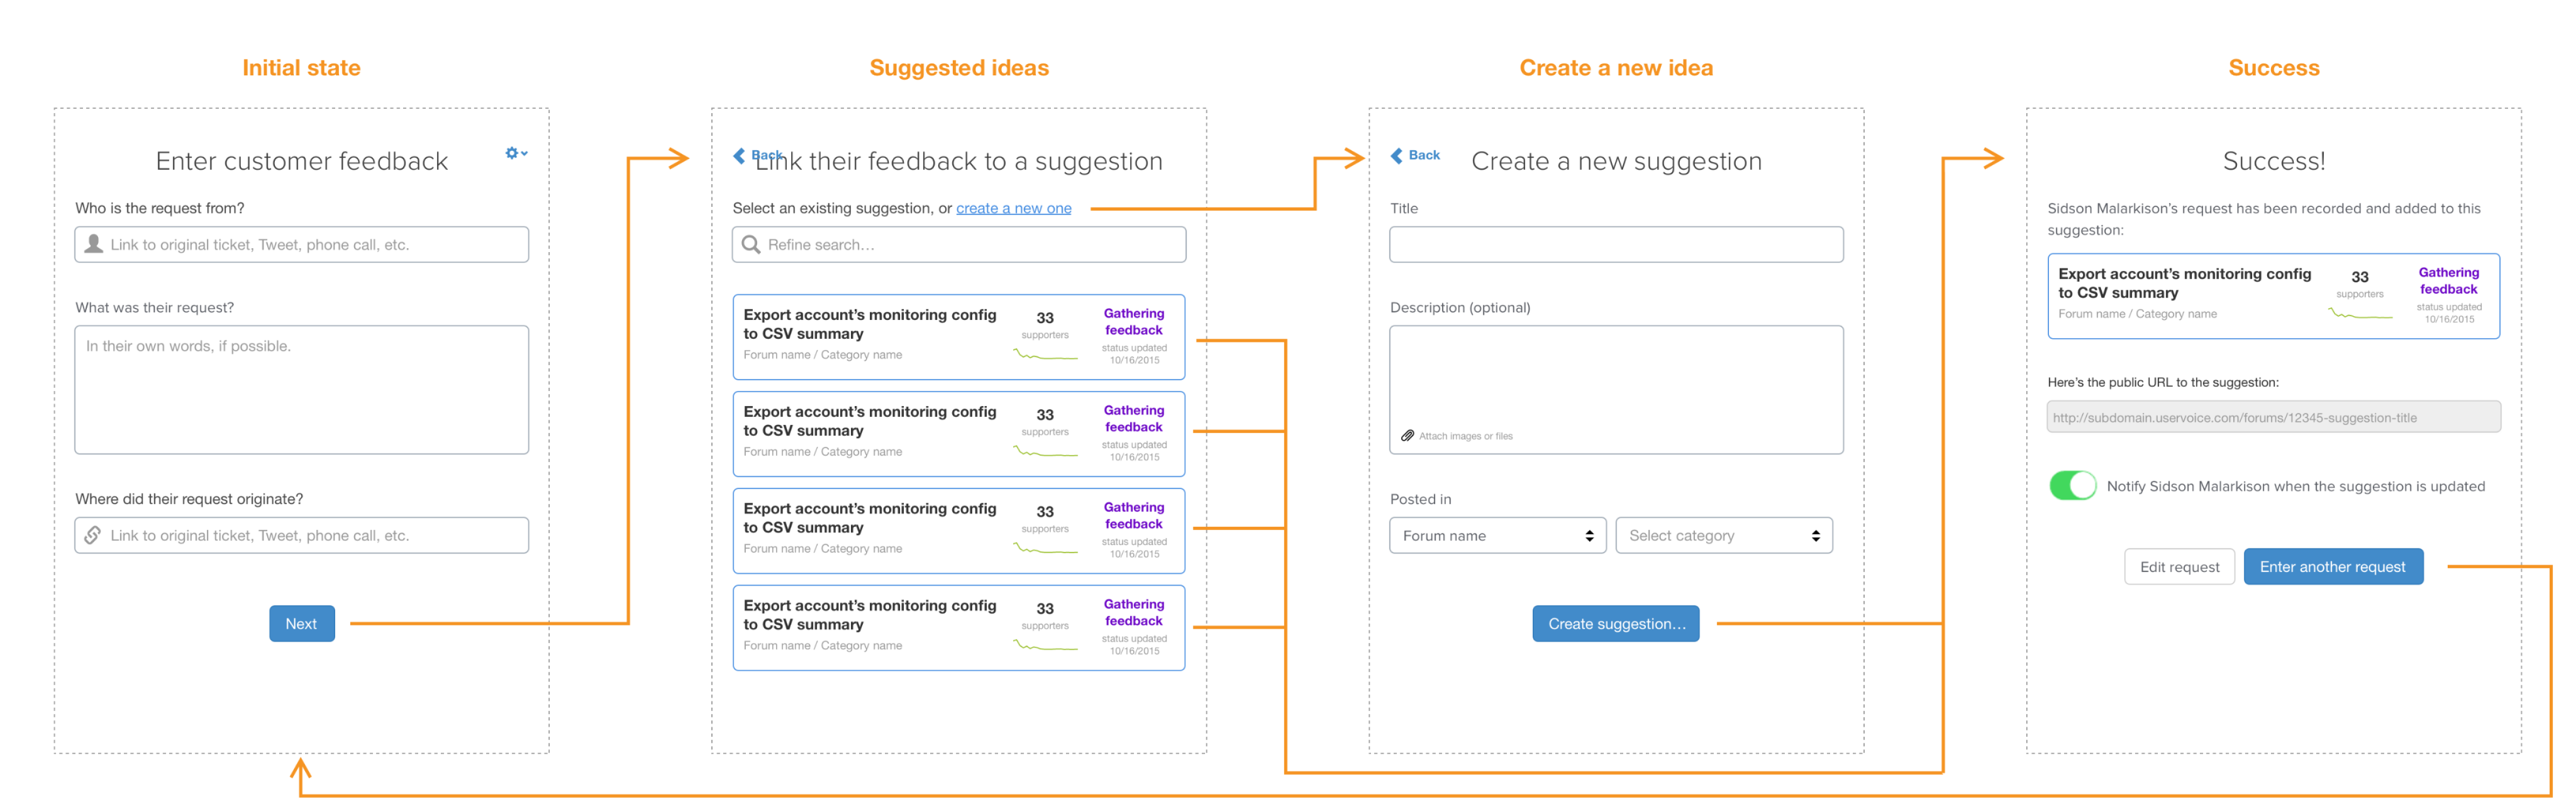 Initial state
Enter customer feedback
Who is the request from?
Link to original ticket, Tweet, phone call, etc.
What was their request?
In their own words, if possible.
Where did their request originate?
Link to original ticket, Tweet, phone call, etc.
Next
Suggested ideas
Back
Link their feedback to a suggestion
Select an existing suggestion, or create a new one
Refine search...
Export account's monitoring config
to CSV summary
Forum name / Category name
33
supporters
Gathering
feedback
status updated
10/16/2015
Export account's monitoring config
to CSV summary
Forum name / Category name
33
supporters
Gathering
feedback
status updated
10/16/2015
Export account's monitoring config
to CSV summary
Forum name / Category name
33
supporters
Gathering
feedback
status updated
10/16/2015
Export account's monitoring config
to CSV summary
Forum name / Category name
33
supporters
Gathering
feedback
status updated
10/16/2015
Create a new idea
Back
Create a new suggestion
Title
Description (optional)
Attach images or files
Posted in
Forum name
Select category
Create suggestion...
Success
Success!
Sidson Malarkison's request has been recorded and added to this
suggestion:
Export account's monitoring config
to CSV summary
Forum name / Category name
33
supporters
Gathering
feedback
status updated
10/16/2015
Here's the public URL to the suggestion:
http://subdomain.uservoice.com/forums/12345-suggestion-title
Notify Sidson Malarkison when the suggestion is updated
Edit request
Enter another request